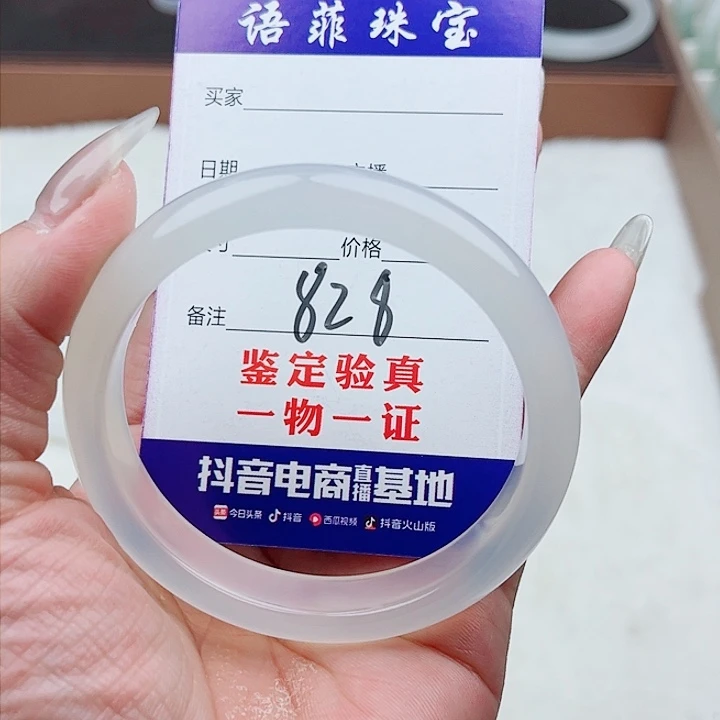 语菲珠宝
买家
日期
价格
备注 828
鉴定验真
一物一证
抖音电商直播基地
头条 今日头条 抖音 西瓜视频 抖音火山版